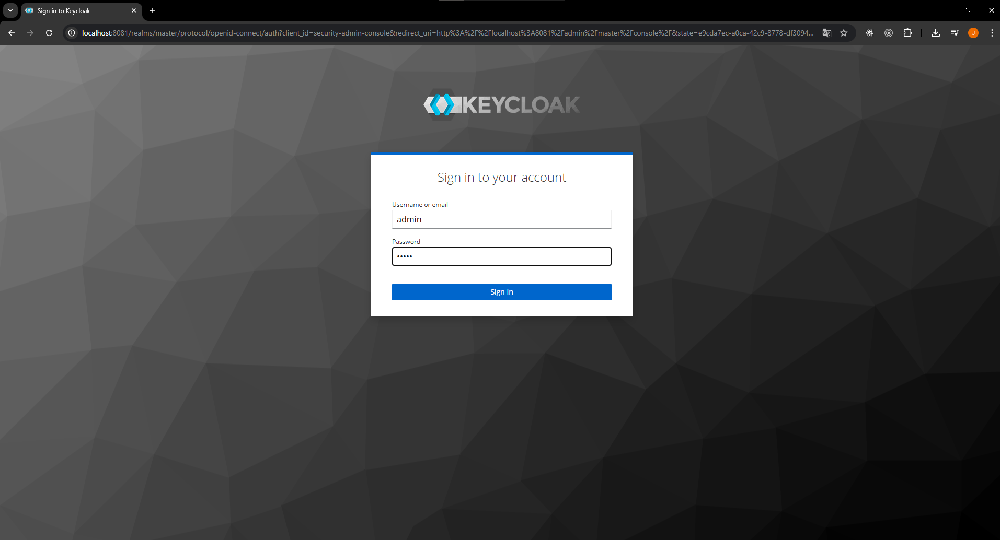 Sign in to Keycloak
localhost:8081/realms/master/protocol/openid-connect/auth?client_id=security-admin-console&redirect_uri=http%3A%2F%2Flocalhost%3A8081%2Fadmin%2Fmaster%2Fconsole%2F&state=e9cda7ec-a0ca-42c9-8778-df3094...
J
KEYCLOAK
Sign in to your account
Username or email
admin
Password
•••••
Sign In